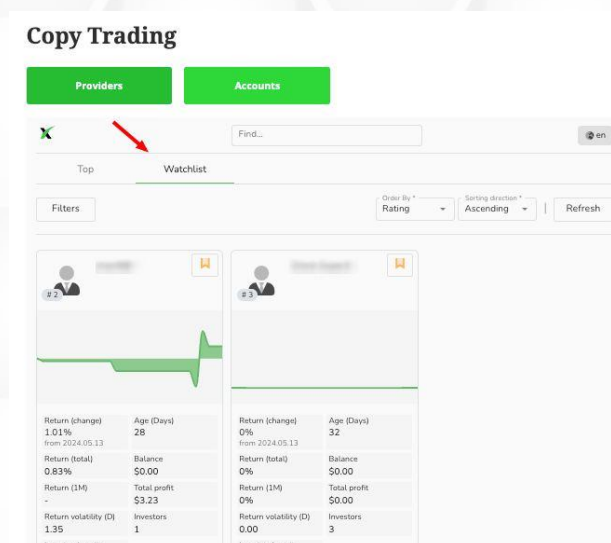 Copy Trading
Providers Accounts
Find... en
Top Watchlist
Filters Order By * Rating Sorting direction * Ascending | Refresh
# 2 # 3
Return (change) Age (Days) Return (change) Age (Days)
1.01% 28 0% 32
from 2024.05.13 from 2024.05.13
Return (total) Balance Return (total) Balance
0.83% $0.00 0% $0.00
Return (1M) Total profit Return (1M) Total profit
- $3.23 0% $0.00
Return volatility (D) Investors Return volatility (D) Investors
1.35 1 0.00 3